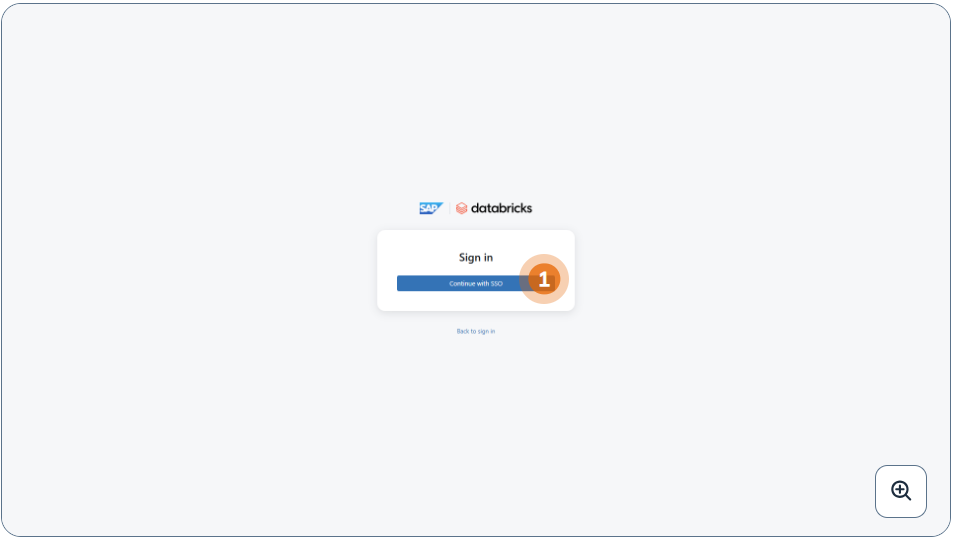 SAP databricks
Sign in
Continue with SSO
1
Back to sign in